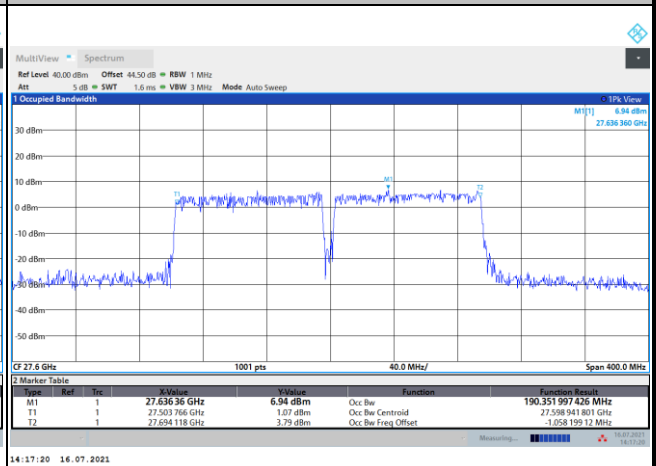 MultiView Spectrum
Ref Level 40.00 dBm Offset 44.50 dB RBW 1 MHz
Att 5 dB SWT 1.6 ms VBW 3 MHz Mode Auto Sweep
1 Occupied Bandwidth 1Pk View
M1[1] 6.94 dBm
27.636 360 GHz
30 dBm
20 dBm
10 dBm
M1
T1
T2
0 dBm
-10 dBm
-20 dBm
-30 dBm
-40 dBm
-50 dBm
CF 27.6 GHz 1001 pts 40.0 MHz/ Span 400.0 MHz
2 Marker Table
Type Ref Trc X-Value Y-Value Function Function Result
M1 1 27.636 36 GHz 6.94 dBm Occ Bw 190.351 997 426 MHz
T1 1 27.503 766 GHz 1.07 dBm Occ Bw Centroid 27.598 941 801 GHz
T2 1 27.694 118 GHz 3.79 dBm Occ Bw Freq Offset -1.058 199 12 MHz
Measuring... 16.07.2021
14:17:20
14:17:20 16.07.2021